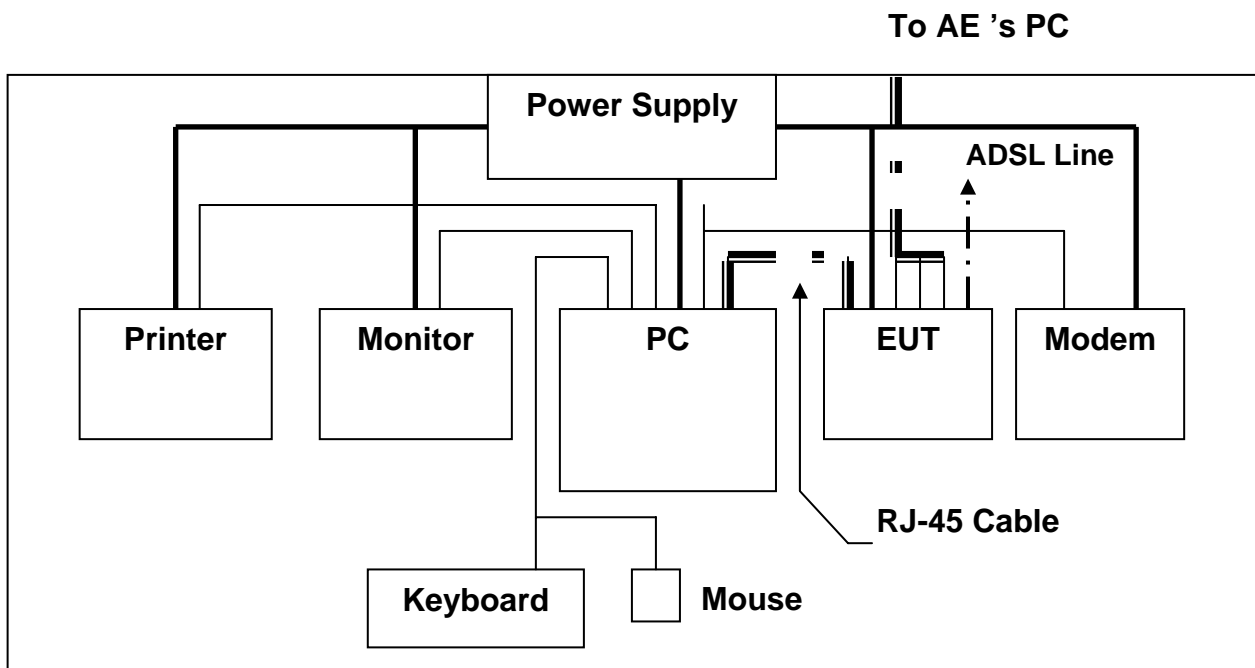 To AE 's PC
Power Supply
ADSL Line
Printer
Monitor
PC
EUT
Modem
RJ-45 Cable
Keyboard
Mouse